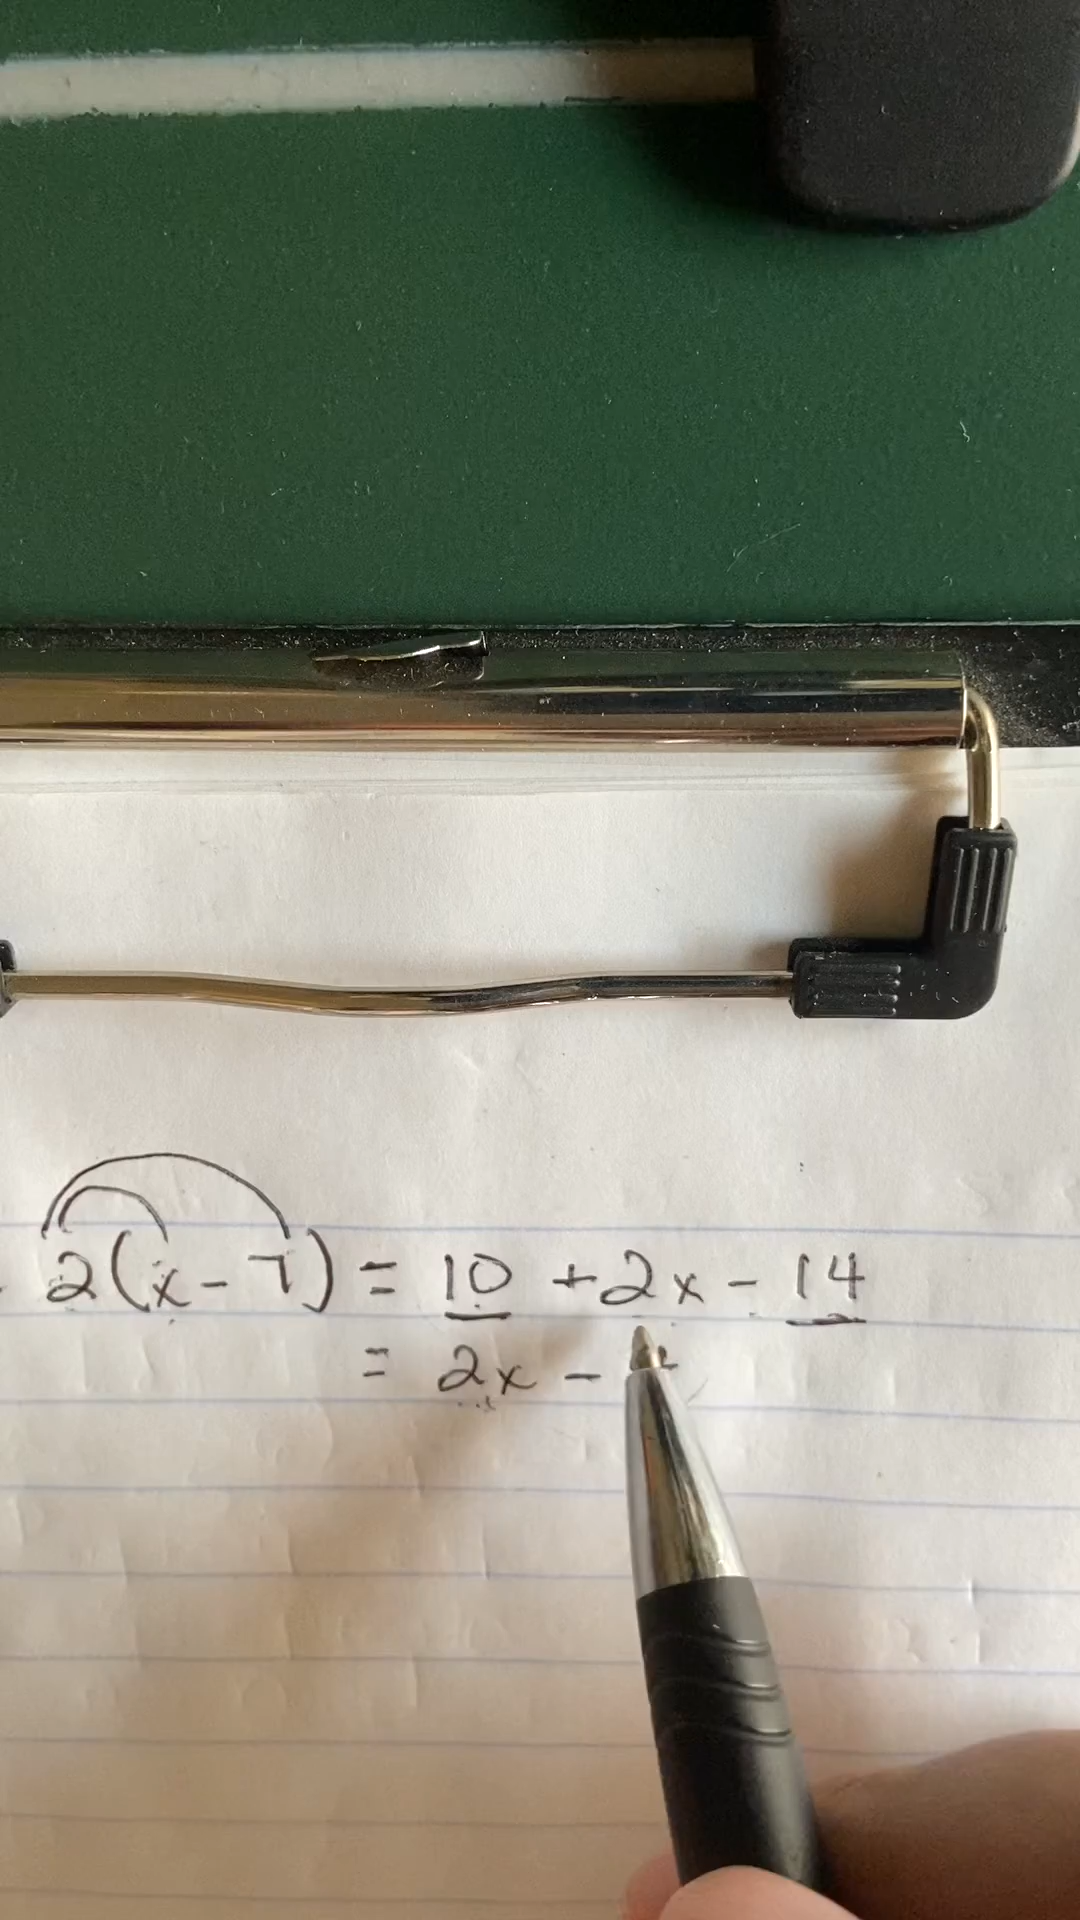 2(x - 7) = 10 + 2x - 14
= 2x -